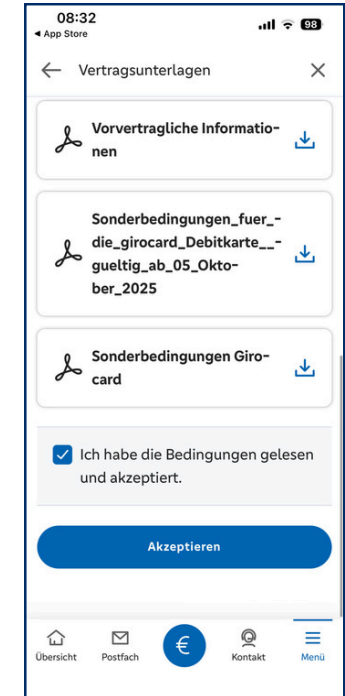 08:32
98
◀ App Store
Vertragsunterlagen
Vorvertragliche Informatio-
nen
Sonderbedingungen_fuer_-
die_girocard_Debitkarte__-
gueltig_ab_05_Okto-
ber_2025
Sonderbedingungen Giro-
card
Ich habe die Bedingungen gelesen
und akzeptiert.
Akzeptieren
€
Übersicht
Postfach
Kontakt
Menü